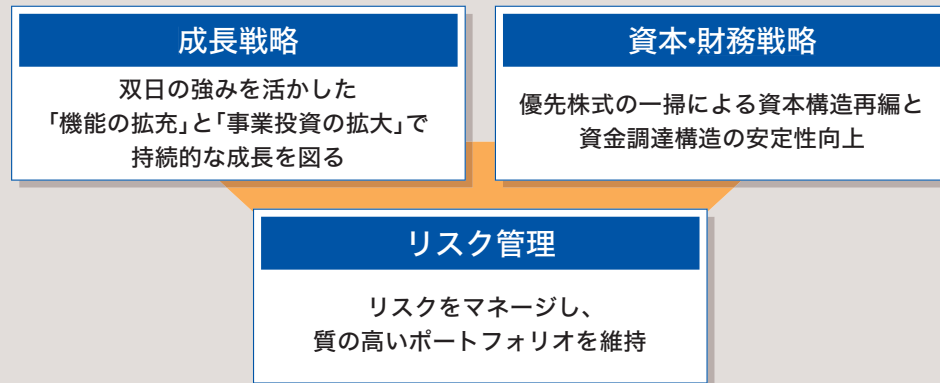 成長戦略
双日の強みを活かした
「機能の拡充」と「事業投資の拡大」で
持続的な成長を図る
資本・財務戦略
優先株式の一掃による資本構造再編と
資金調達構造の安定性向上
リスク管理
リスクをマネージし、
質の高いポートフォリオを維持